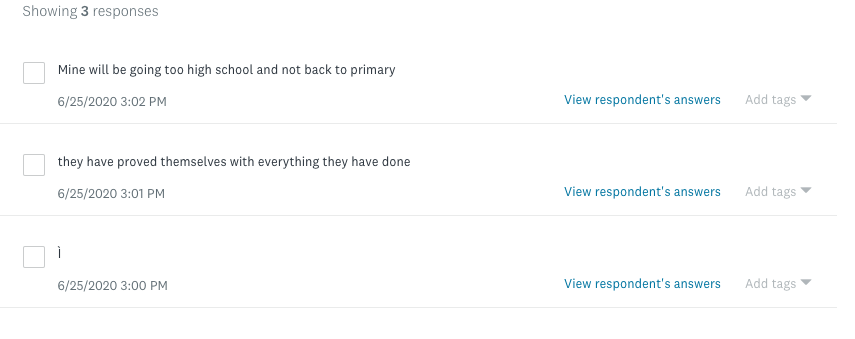 Showing 3 responses
Mine will be going too high school and not back to primary
6/25/2020 3:02 PM
View respondent's answers
Add tags
they have proved themselves with everything they have done
6/25/2020 3:01 PM
View respondent's answers
Add tags
Ì
6/25/2020 3:00 PM
View respondent's answers
Add tags